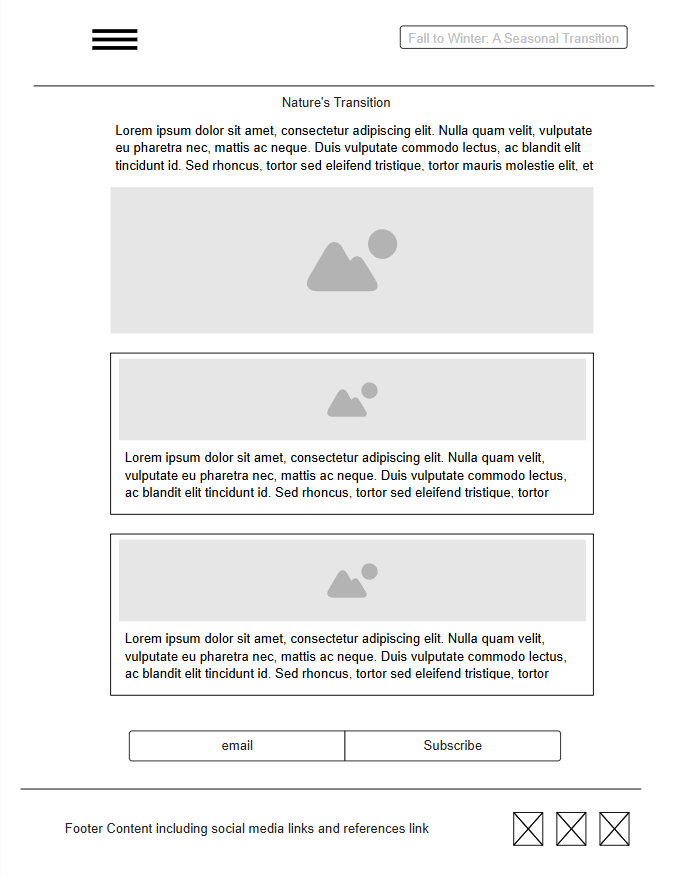 Fall to Winter: A Seasonal Transition
Nature's Transition
Lorem ipsum dolor sit amet, consectetur adipiscing elit. Nulla quam velit, vulputate
eu pharetra nec, mattis ac neque. Duis vulputate commodo lectus, ac blandit elit
tincidunt id. Sed rhoncus, tortor sed eleifend tristique, tortor mauris molestie elit, et
Lorem ipsum dolor sit amet, consectetur adipiscing elit. Nulla quam velit,
vulputate eu pharetra nec, mattis ac neque. Duis vulputate commodo lectus,
ac blandit elit tincidunt id. Sed rhoncus, tortor sed eleifend tristique, tortor
Lorem ipsum dolor sit amet, consectetur adipiscing elit. Nulla quam velit,
vulputate eu pharetra nec, mattis ac neque. Duis vulputate commodo lectus,
ac blandit elit tincidunt id. Sed rhoncus, tortor sed eleifend tristique, tortor
email
Subscribe
Footer Content including social media links and references link